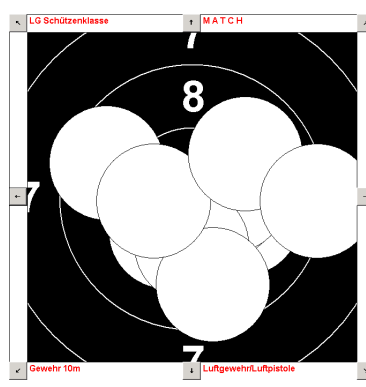 LG Schützenklasse
M A T C H
7
8
7
7
Gewehr 10m
Luftgewehr/Luftpistole